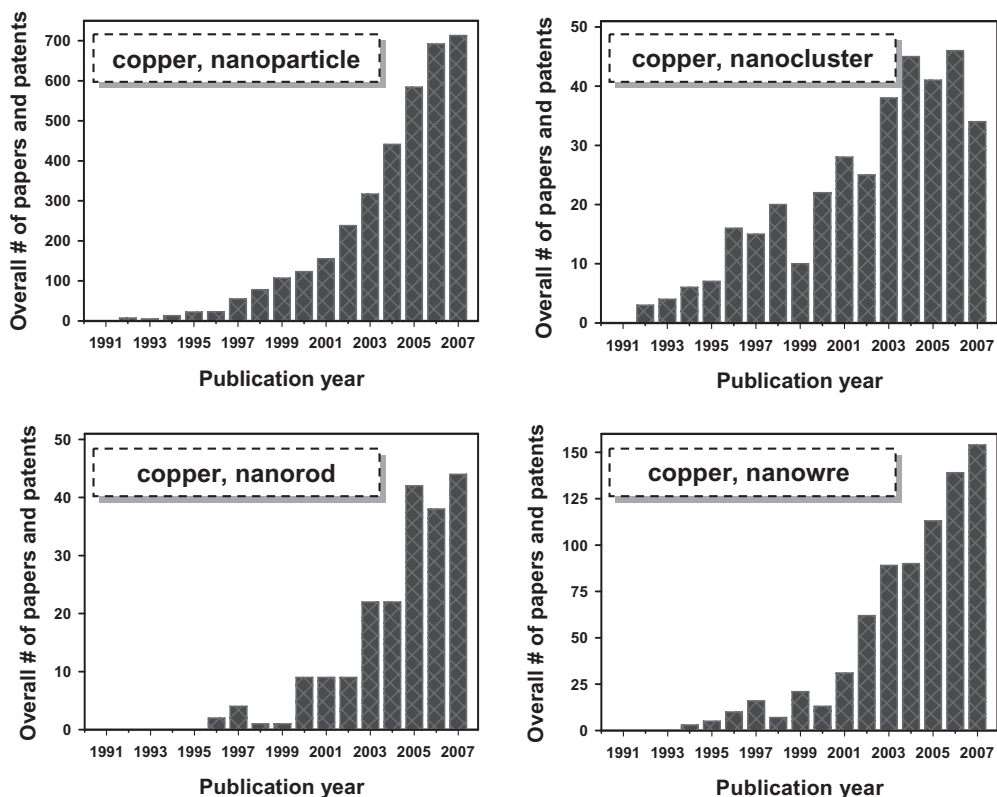 copper, nanoparticle
Overall # of papers and patents
700
600
500
400
300
200
100
0
1991 1993 1995 1997 1999 2001 2003 2005 2007
Publication year
copper, nanocluster
Overall # of papers and patents
50
40
30
20
10
0
1991 1993 1995 1997 1999 2001 2003 2005 2007
Publication year
copper, nanorod
Overall # of papers and patents
50
40
30
20
10
0
1991 1993 1995 1997 1999 2001 2003 2005 2007
Publication year
copper, nanowre
Overall # of papers and patents
150
125
100
75
50
25
0
1991 1993 1995 1997 1999 2001 2003 2005 2007
Publication year